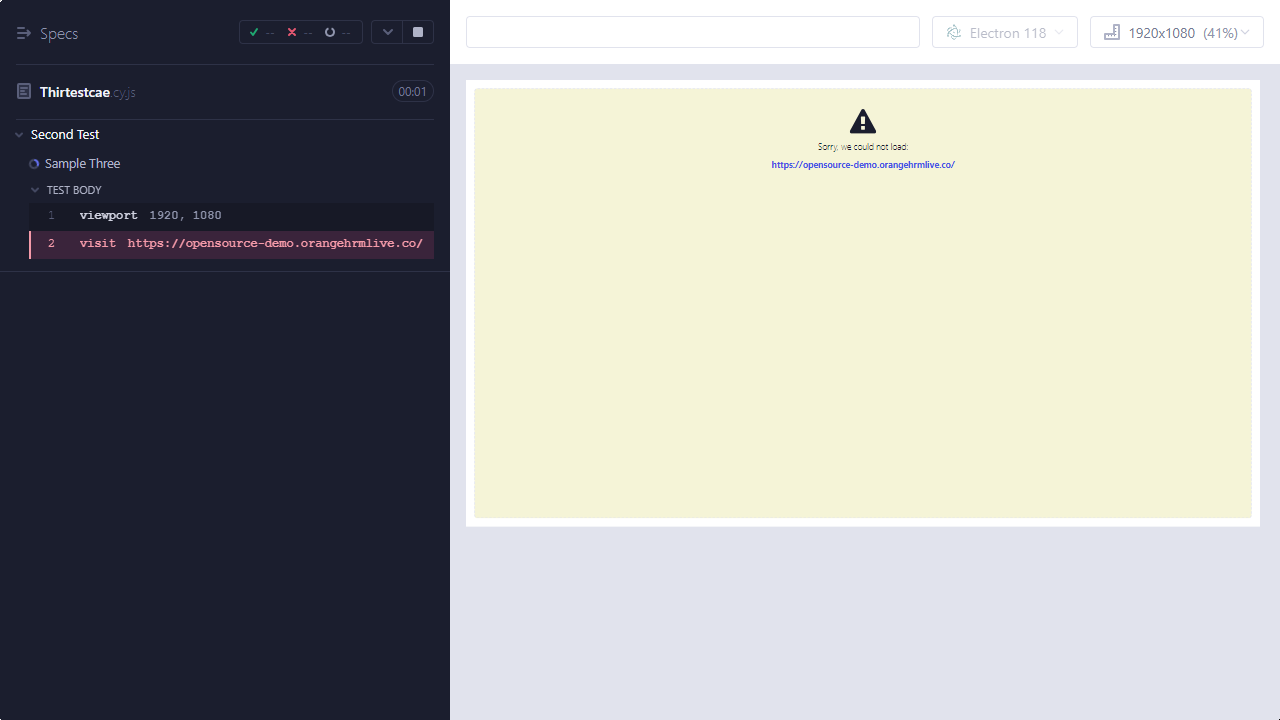 Specs
-- -- --
Electron 118
1920x1080 (41%)
Thirtestcae.cy.js
00:01
Second Test
Sample Three
TEST BODY
1 viewport 1920, 1080
2 visit https://opensource-demo.orangehrmlive.co/
Sorry, we could not load:
https://opensource-demo.orangehrmlive.co/